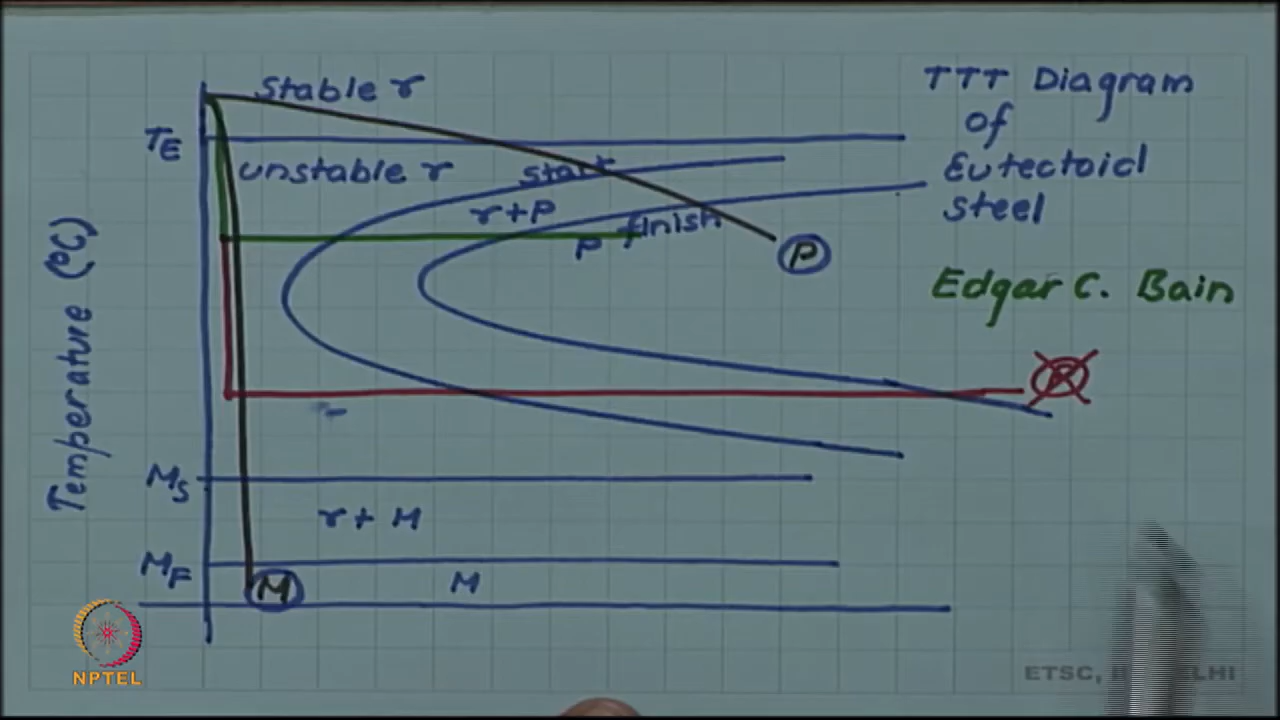 TTT Diagram
of
Eutectoid
steel
Edgar C. Bain
Stable γ
TE
unstable γ
start
γ+P
finish
P
P
Temperature (°C)
MS
γ + M
MF
M
M
NPTEL
ETSC,